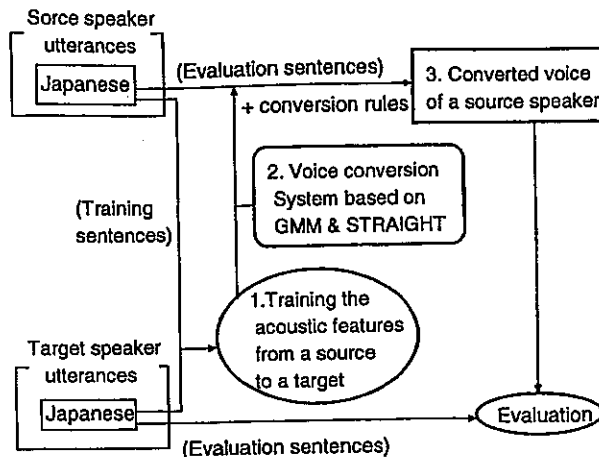 Sorce speaker
utterances
Japanese
(Evaluation sentences)
+ conversion rules
3. Converted voice
of a source speaker
2. Voice conversion
System based on
GMM & STRAIGHT
(Training
sentences)
1.Training the
acoustic features
from a source
to a target
Target speaker
utterances
Japanese
(Evaluation sentences)
Evaluation